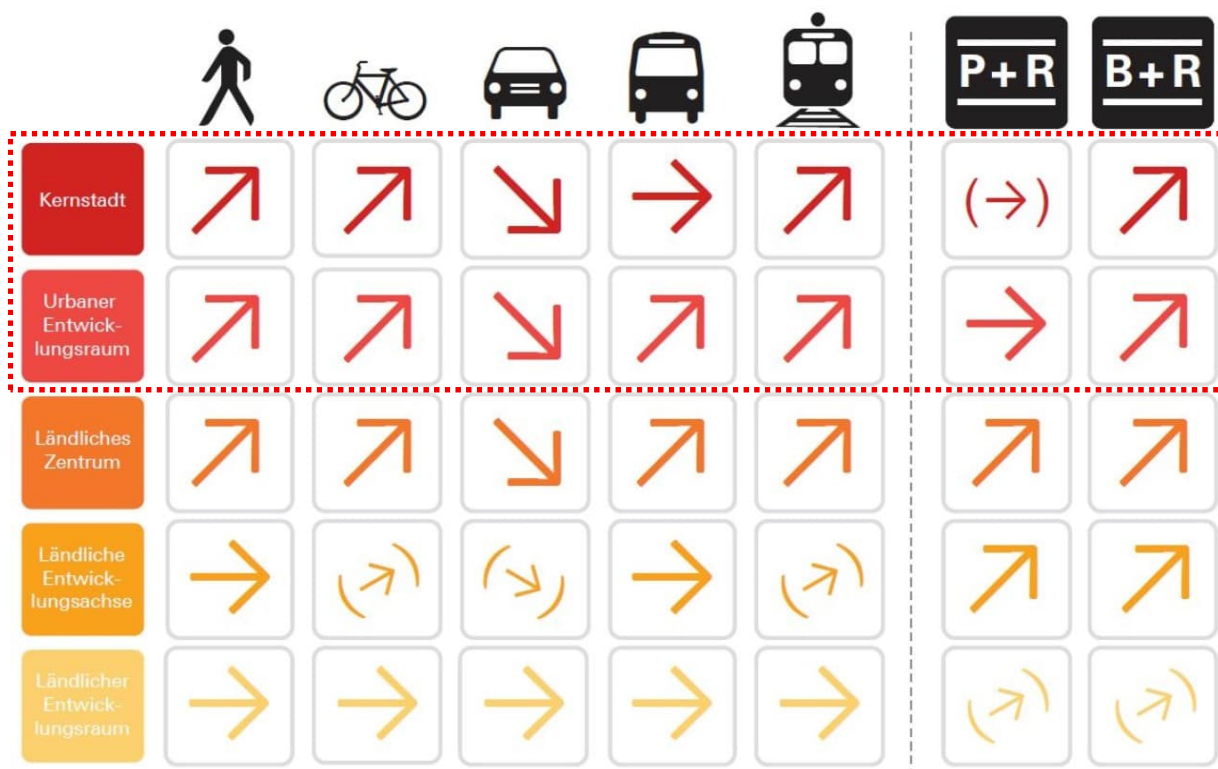 P+R
B+R
Kernstadt
Urbaner
Entwick-
lungsraum
Ländliches
Zentrum
Ländliche
Entwick-
lungsachse
Ländlicher
Entwick-
lungsraum